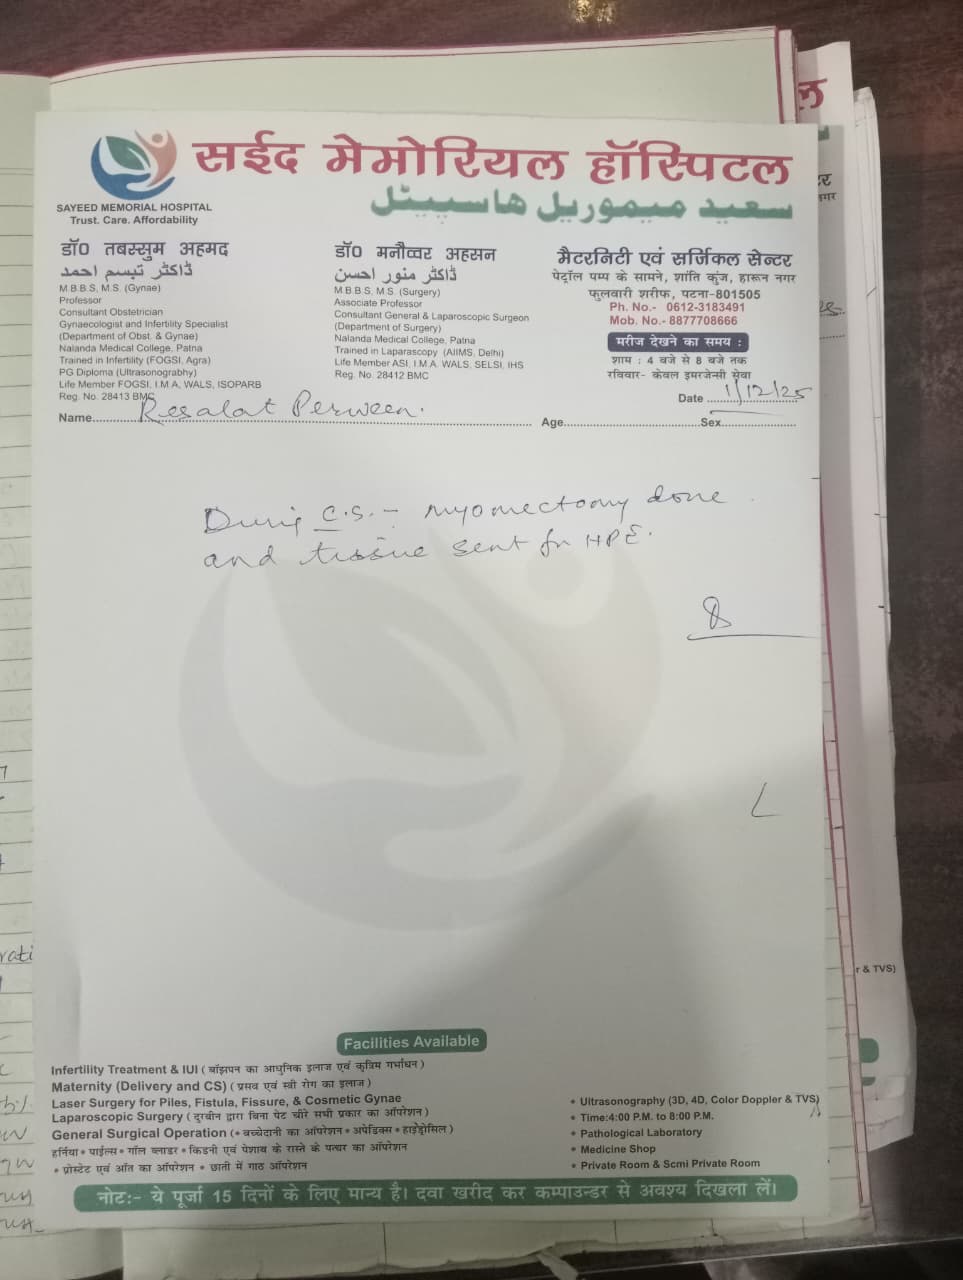 सईद मेमोरियल हॉस्पिटल
سعید میموریل ہاسپیٹل
SAYEED MEMORIAL HOSPITAL
Trust. Care. Affordability
डॉ0 तबस्सुम अहमद
ڈاکٹر تبسم احمد
M.B.B.S, M.S. (Gynae)
Professor
Consultant Obstetrician
Gynaecologist and Infertility Specialist
(Department of Obst. & Gynae)
Nalanda Medical College, Patna
Trained in Infertility (FOGSI, Agra)
PG Diploma (Ultrasonograbhy)
Life Member FOGSI, I.M.A, WALS, ISOPARB
Reg. No. 28413 BMC
डॉ0 मनौव्वर अहसन
ڈاکٹر منور احسن
M.B.B.S, M.S. (Surgery)
Associate Professor
Consultant General & Laparoscopic Surgeon
(Department of Surgery)
Nalanda Medical College, Patna
Trained in Laparascopy (AIIMS, Delhi)
Life Member ASI, I.M.A. WALS, SELSI, IHS
Reg. No. 28412 BMC
मैटरनिटी एवं सर्जिकल सेन्टर
पेट्रॉल पम्प के सामने, शांति कुंज, हारून नगर
फुलवारी शरीफ, पटना-801505
Ph. No.- 0612-3183491
Mob. No.- 8877708666
मरीज देखने का समय :
शाम : 4 बजे से 8 बजे तक
रविवार- केवल इमरजेन्सी सेवा
Date 1/12/25
Name Resalat Perween. Age Sex
During C.S. - myomectomy done
and tissue sent for HPE.
Facilities Available
Infertility Treatment & IUI ( बाँझपन का आधुनिक इलाज एवं कृत्रिम गर्भाधन )
Maternity (Delivery and CS) ( प्रसव एवं स्त्री रोग का इलाज )
Laser Surgery for Piles, Fistula, Fissure, & Cosmetic Gynae
Laparoscopic Surgery ( दुरबीन द्वारा बिना पेट चीरे सभी प्रकार का ऑपरेशन )
General Surgical Operation ( • बच्चेदानी का ऑपरेशन • अपेंडिक्स • हाइड्रोसिल )
हर्निया • पाईल्स • गॉल ब्लाडर • किडनी एवं पेशाब के रास्ते के पत्थर का ऑपरेशन
• प्रोस्टेट एवं आँत का ऑपरेशन • छाती में गाठ ऑपरेशन
• Ultrasonography (3D, 4D, Color Doppler & TVS)
• Time:4:00 P.M. to 8:00 P.M.
• Pathological Laboratory
• Medicine Shop
• Private Room & Scmi Private Room
नोट:- ये पूर्जा 15 दिनों के लिए मान्य है। दवा खरीद कर कम्पाउन्डर से अवश्य दिखला लें।
r & TVS)